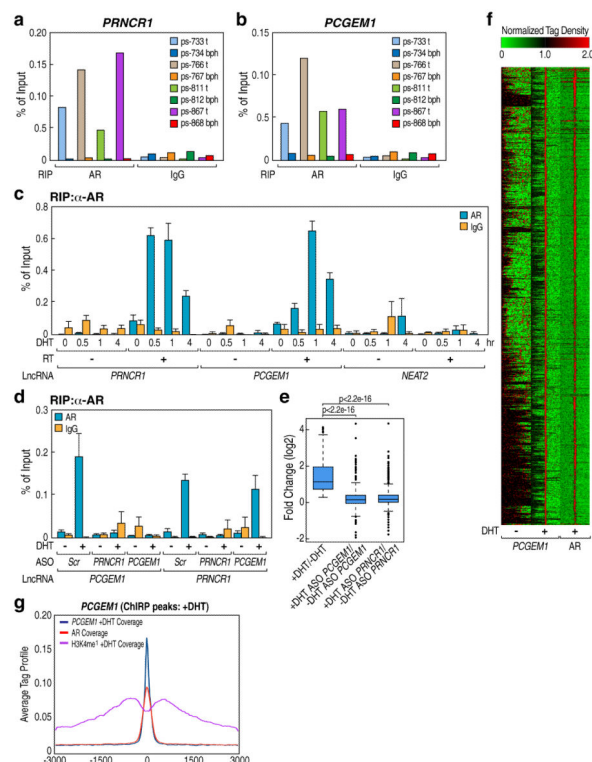 a
PRNCR1
0.20
0.15
0.10
0.05
0
% of Input
ps-733 t
ps-734 bph
ps-766 t
ps-767 bph
ps-811 t
ps-812 bph
ps-867 t
ps-868 bph
RIP AR IgG
b
PCGEM1
0.15
0.10
0.05
0
% of Input
ps-733 t
ps-734 bph
ps-766 t
ps-767 bph
ps-811 t
ps-812 bph
ps-867 t
ps-868 bph
RIP AR IgG
c
RIP:α-AR
0.8
0.6
0.4
0.2
0
% of Input
AR
IgG
DHT 0 0.5 1 4 0 0.5 1 4 0 0.5 1 4 0 0.5 1 4 0 0.5 1 4 0 0.5 1 4 hr
RT - + - + - +
LncRNA PRNCR1 PCGEM1 NEAT2
d
RIP:α-AR
0.3
0.2
0.1
0
% of Input
AR
IgG
DHT - + - + - + - + - + - +
ASO Scr PRNCR1 PCGEM1 Scr PRNCR1 PCGEM1
LncRNA PCGEM1 PRNCR1
e
p<2.2e-16
p<2.2e-16
4
2
0
-2
Fold Change (log2)
+DHT/-DHT
+DHT ASO PCGEM1/
-DHT ASO PCGEM1
+DHT ASO PRNCR1/
-DHT ASO PRNCR1
f
Normalized Tag Density
0 1 2.0
DHT - + +
PCGEM1 AR
g
PCGEM1 (ChIRP peaks: +DHT)
PCGEM1 +DHT Coverage
AR Coverage
H3K4me1 +DHT Coverage
0.20
0.15
0.10
0.05
0.00
Average Tag Profile
-3000 -1500 0 1500 3000